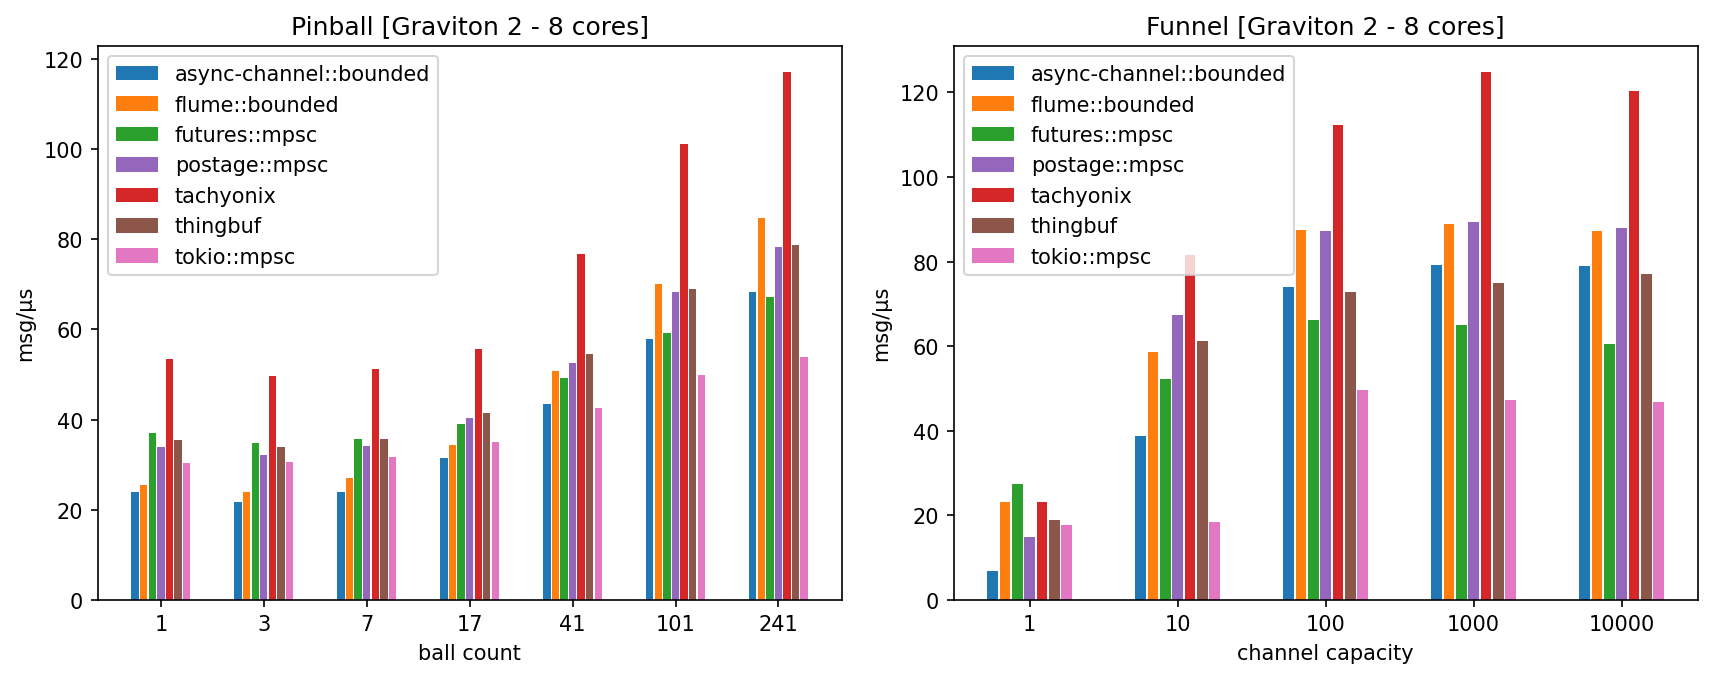 Pinball [Graviton 2 - 8 cores]
async-channel::bounded
flume::bounded
futures::mpsc
postage::mpsc
tachyonix
thingbuf
tokio::mpsc
120
100
80
60
40
20
0
msg/µs
1 3 7 17 41 101 241
ball count
Funnel [Graviton 2 - 8 cores]
async-channel::bounded
flume::bounded
futures::mpsc
postage::mpsc
tachyonix
thingbuf
tokio::mpsc
120
100
80
60
40
20
0
msg/µs
1 10 100 1000 10000
channel capacity